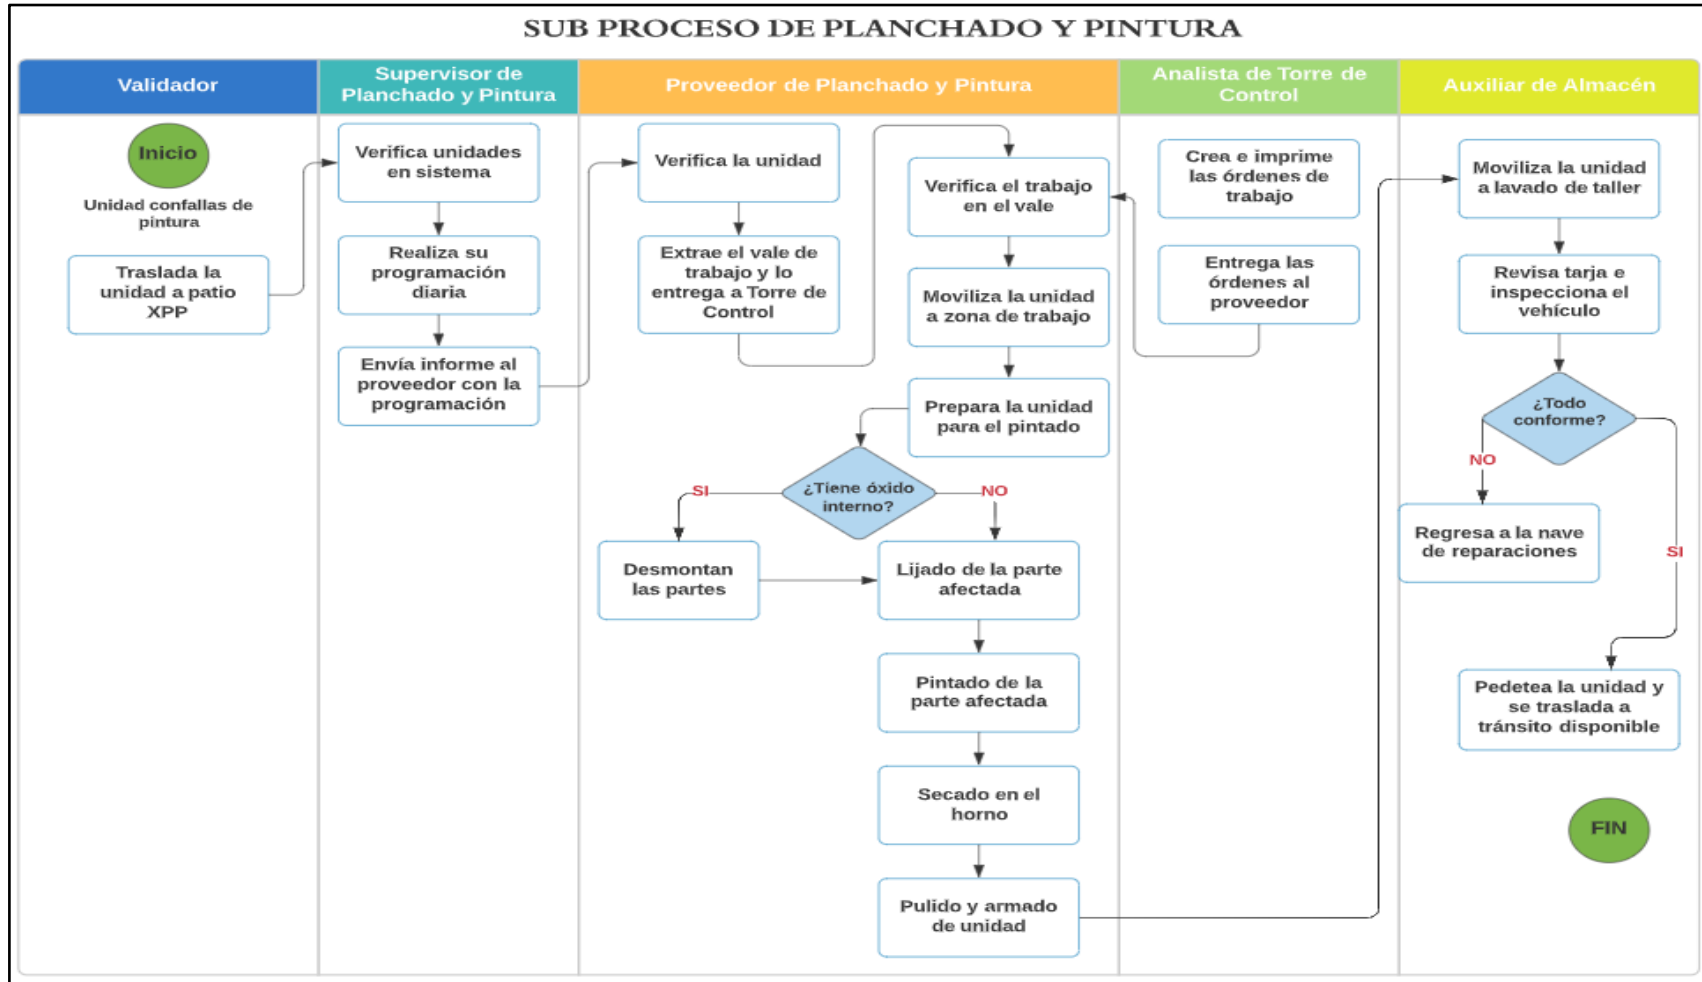 SUB PROCESO DE PLANCHADO Y PINTURA
Validador
Supervisor de
Planchado y Pintura
Proveedor de Planchado y Pintura
Analista de Torre de
Control
Auxiliar de Almacén
Inicio
Unidad confallas de
pintura
Traslada la
unidad a patio
XPP
Verifica unidades
en sistema
Realiza su
programación
diaria
Envía informe al
proveedor con la
programación
Verifica la unidad
Extrae el vale de
trabajo y lo
entrega a Torre de
Control
Verifica el trabajo
en el vale
Moviliza la unidad
a zona de trabajo
Prepara la unidad
para el pintado
¿Tiene óxido
interno?
SI
NO
Desmontan
las partes
Lijado de la parte
afectada
Pintado de la
parte afectada
Secado en el
horno
Pulido y armado
de unidad
Crea e imprime
las órdenes de
trabajo
Entrega las
órdenes al
proveedor
Moviliza la unidad
a lavado de taller
Revisa tarja e
inspecciona el
vehículo
¿Todo
conforme?
NO
SI
Regresa a la nave
de reparaciones
Pedetea la unidad y
se traslada a
tránsito disponible
FIN